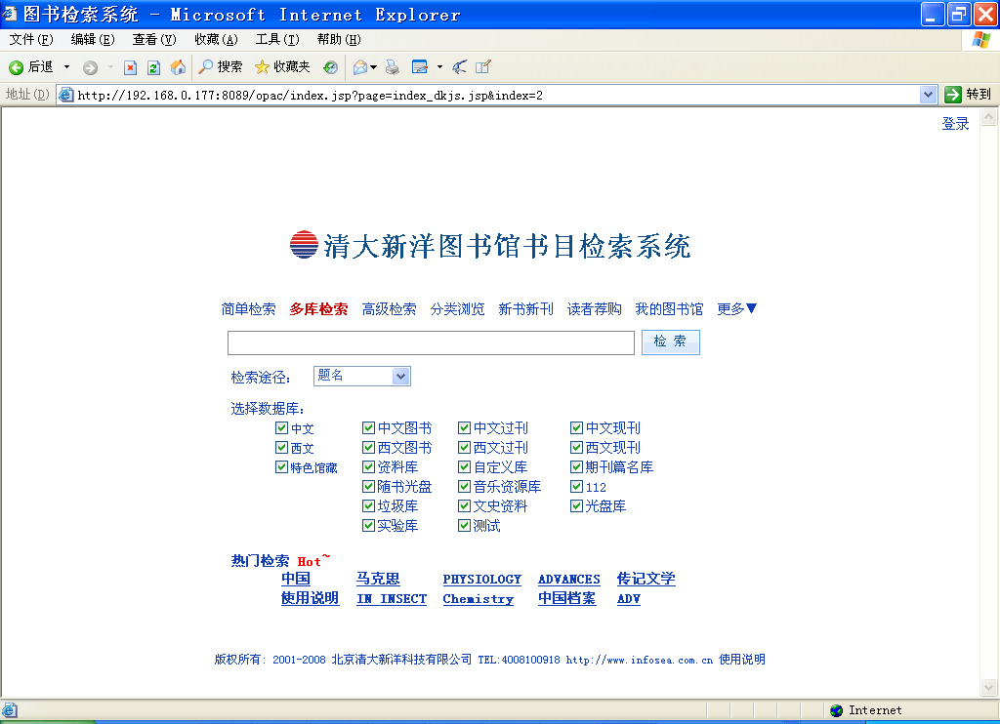 图书检索系统 - Microsoft Internet Explorer
文件(F) 编辑(E) 查看(V) 收藏(A) 工具(T) 帮助(H)
后退 搜索 收藏夹
地址(D) http://192.168.0.177:8089/opac/index.jsp?page=index_dkjs.jsp&index=2 转到
登录
清大新洋图书馆书目检索系统
简单检索 多库检索 高级检索 分类浏览 新书新刊 读者荐购 我的图书馆 更多▼
检 索
检索途径: 题名
选择数据库:
中文 中文图书 中文过刊 中文现刊
西文 西文图书 西文过刊 西文现刊
特色馆藏 资料库 自定义库 期刊篇名库
随书光盘 音乐资源库 112
垃圾库 文史资料 光盘库
实验库 测试
热门检索 Hot~
中国 马克思 PHYSIOLOGY ADVANCES 传记文学
使用说明 IN INSECT Chemistry 中国档案 ADV
版权所有: 2001-2008 北京清大新洋科技有限公司 TEL:4008100918 http://www.infosea.com.cn 使用说明
Internet